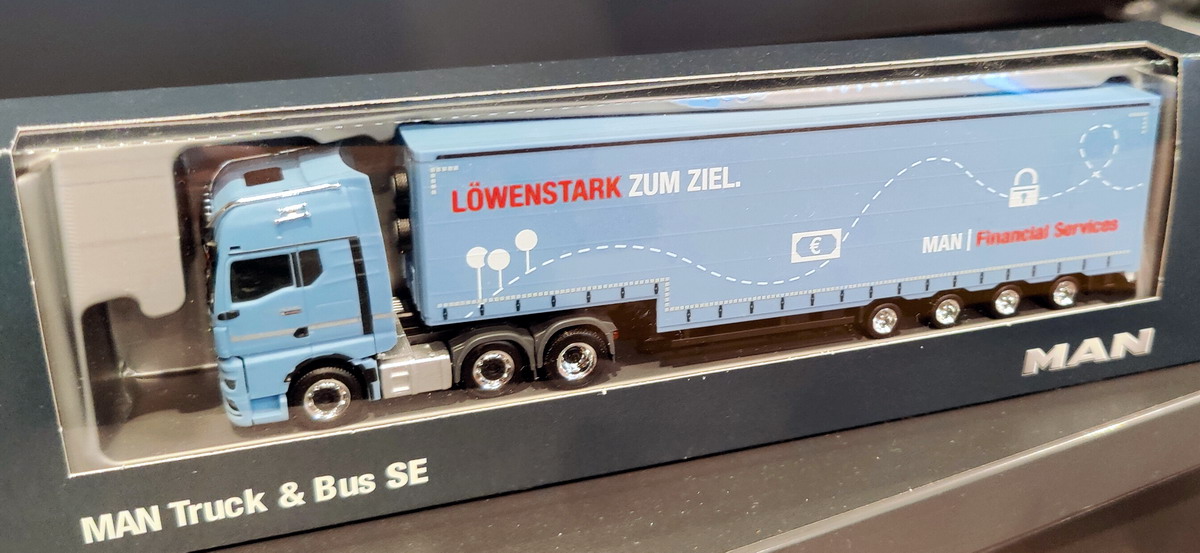 LÖWENSTARK ZUM ZIEL.
€
MAN | Financial Services
MAN
MAN Truck & Bus SE